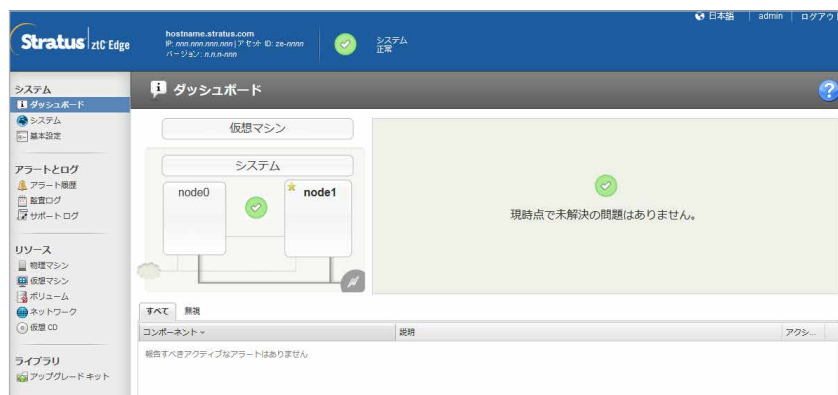 日本語 | admin | ログアウト
Stratus ztC Edge
hostname.stratus.com
IP: nnn.nnn.nnn.nnn | アセット ID: ze-nnnn
バージョン: n.n.n-nnn
システム
正常
システム
ダッシュボード
システム
基本設定
アラートとログ
アラート履歴
監査ログ
サポート ログ
リソース
物理マシン
仮想マシン
ボリューム
ネットワーク
仮想 CD
ライブラリ
アップグレード キット
ダッシュボード
?
仮想マシン
システム
node0
node1
現時点で未解決の問題はありません。
すべて 無視
コンポーネント 説明 アクシ...
報告すべきアクティブなアラートはありません